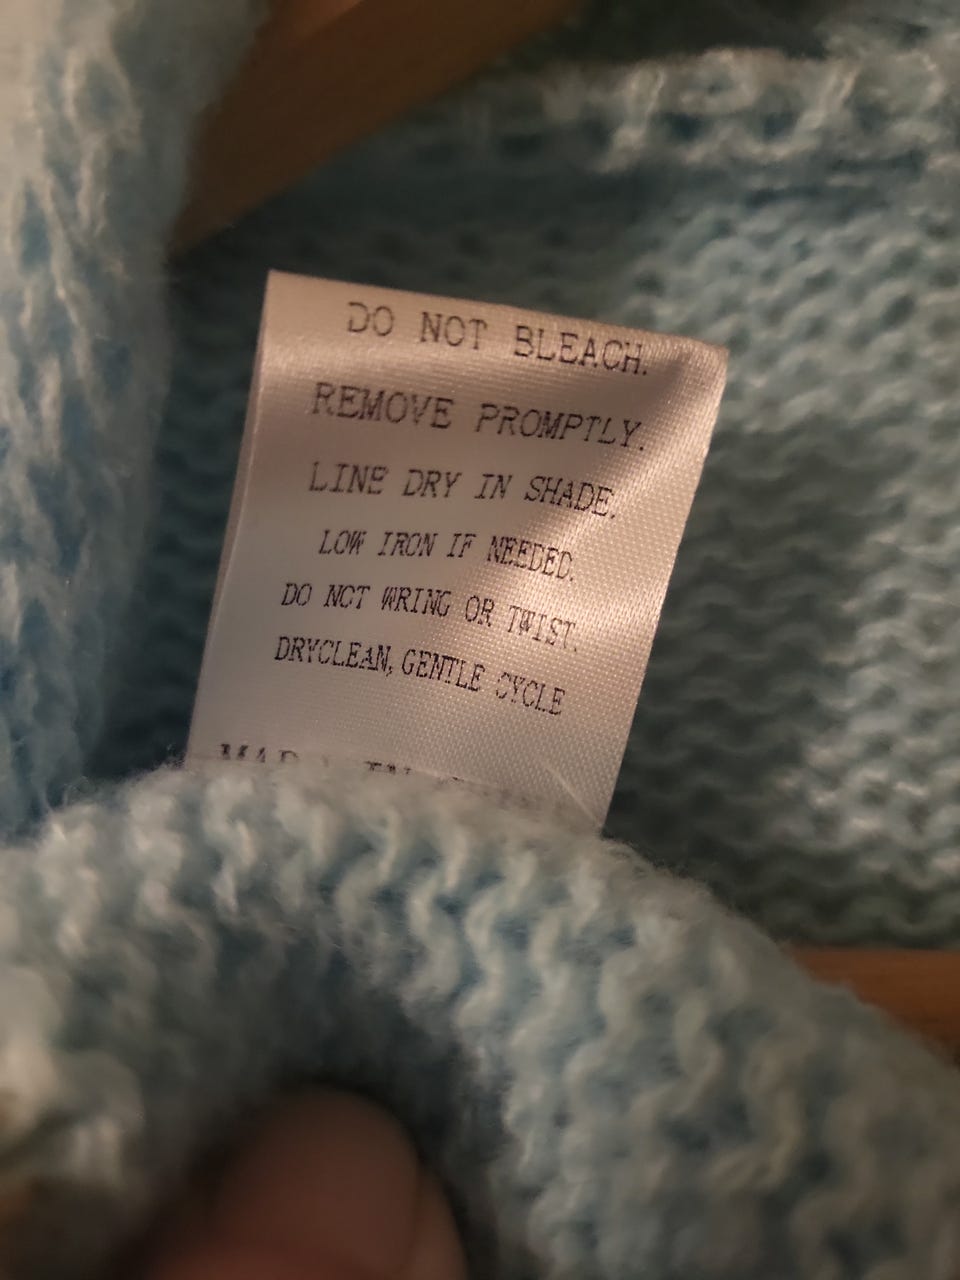 DO NOT BLEACH.
REMOVE PROMPTLY.
LINE DRY IN SHADE.
LOW IRON IF NEEDED.
DO NOT WRING OR TWIST.
DRYCLEAN, GENTLE CYCLE